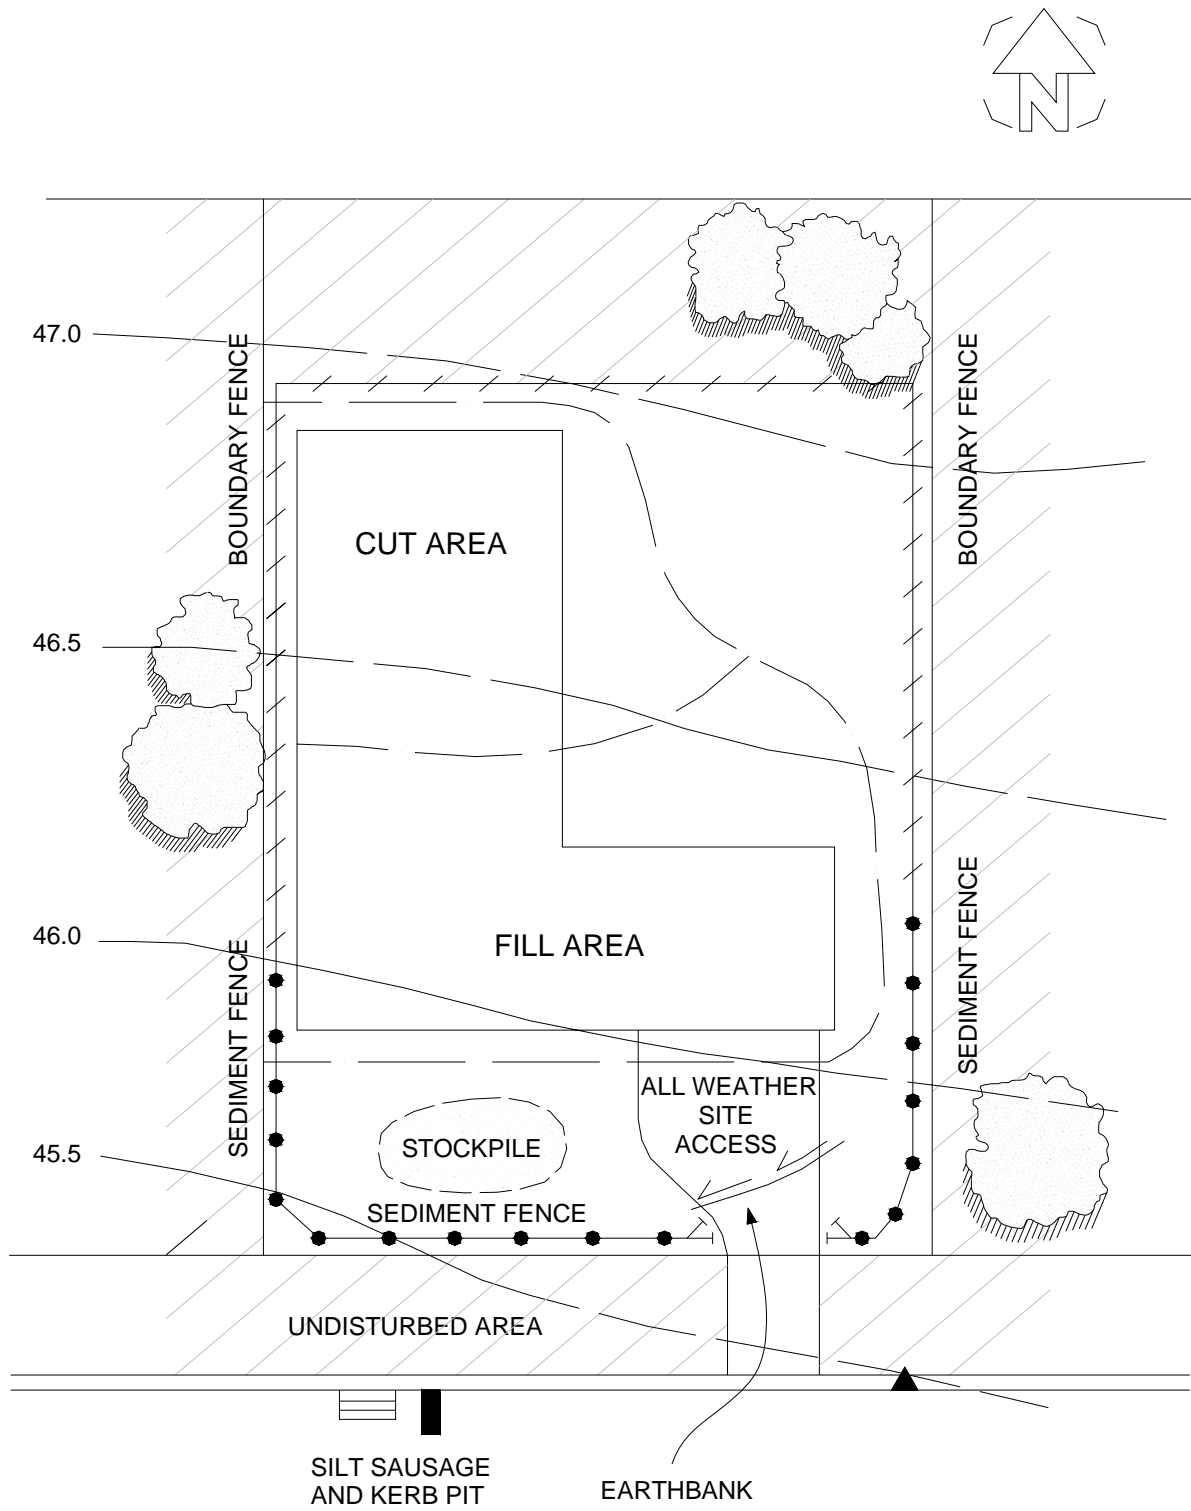 N
47.0
BOUNDARY FENCE
BOUNDARY FENCE
CUT AREA
46.5
46.0
FILL AREA
SEDIMENT FENCE
SEDIMENT FENCE
ALL WEATHER
SITE
ACCESS
45.5
STOCKPILE
SEDIMENT FENCE
UNDISTURBED AREA
SILT SAUSAGE
AND KERB PIT
EARTHBANK